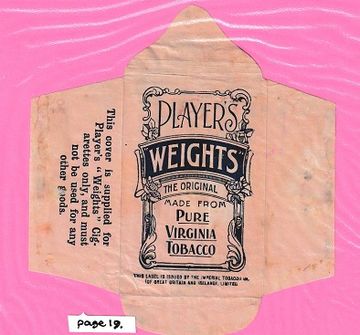 This cover is supplied for
Player's "Weights" Cig-
arettes only, and must
not be used for any
other goods.
PLAYER'S
WEIGHTS
THE ORIGINAL
MADE FROM
PURE
VIRGINIA
TOBACCO
THIS LABEL IS ISSUED BY THE IMPERIAL TOBACCO CO.
(OF GREAT BRITAIN AND IRELAND), LIMITED.
page 19.